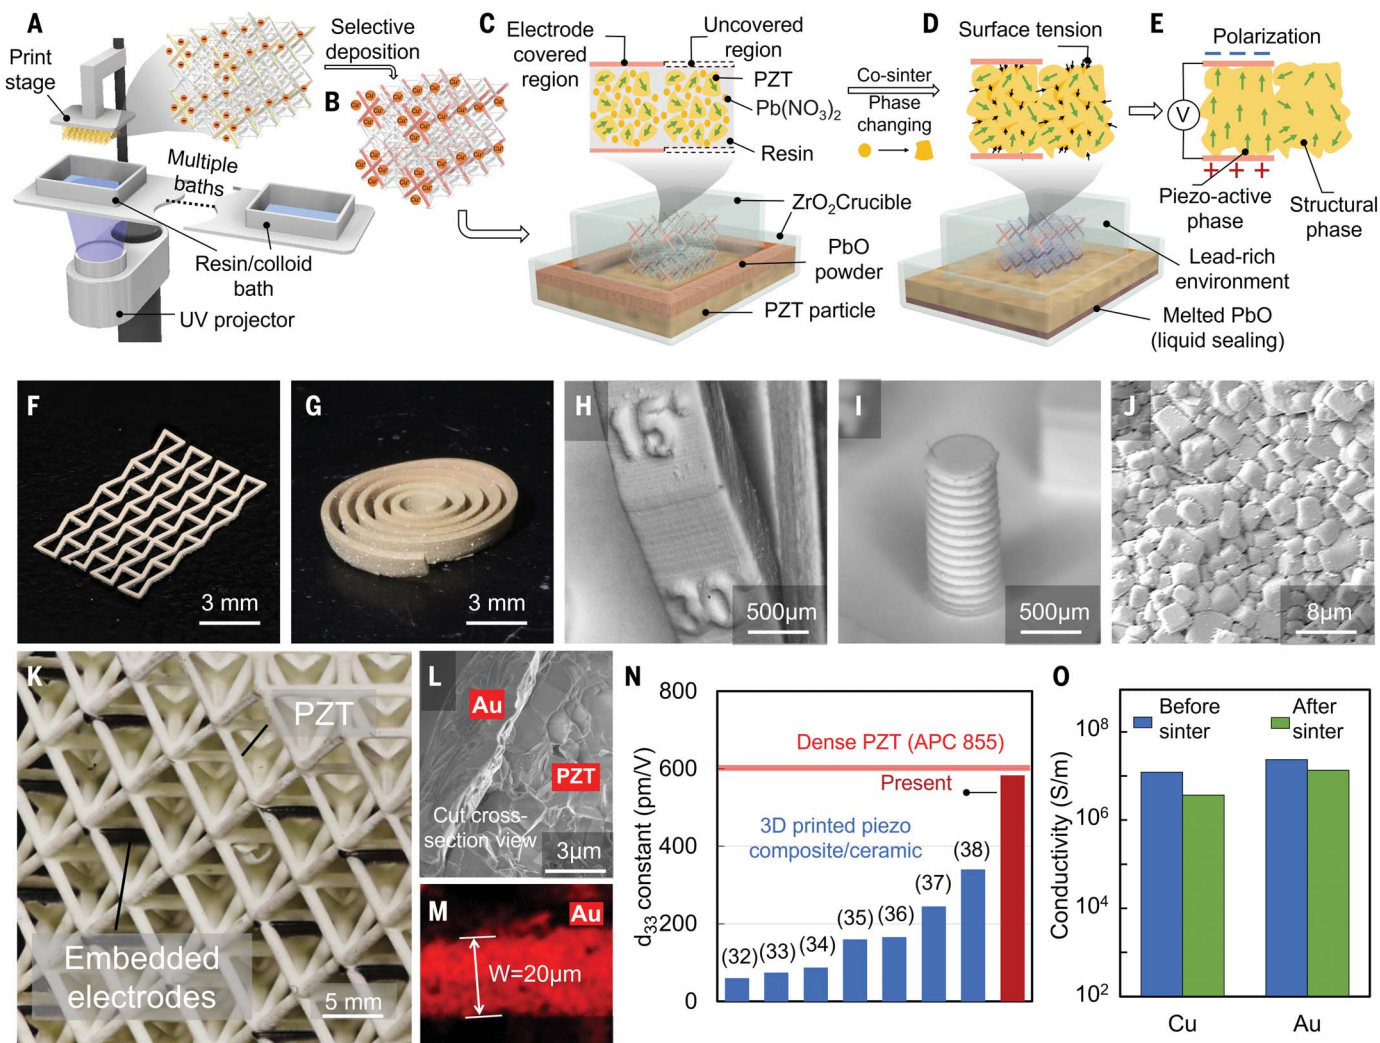 A
Print
stage
Multiple
baths
Resin/colloid
bath
UV projector
Selective
deposition
B
Cu⁺
C
Electrode
covered
region
Uncovered
region
PZT
Pb(NO₃)₂
Resin
ZrO₂Crucible
PbO
powder
PZT particle
Co-sinter
Phase
changing
D
Surface tension
Lead-rich
environment
Melted PbO
(liquid sealing)
E
Polarization
V
+ + +
Piezo-active
phase
Structural
phase
F
3 mm
G
3 mm
H
500µm
I
500µm
J
8µm
K
PZT
Embedded
electrodes
5 mm
L
Au
PZT
Cut cross-
section view
3µm
M
Au
W=20µm
N
d₃₃ constant (pm/V)
800
600
400
200
0
Dense PZT (APC 855)
Present
3D printed piezo
composite/ceramic
(32)
(33)
(34)
(35)
(36)
(37)
(38)
O
Conductivity (S/m)
10⁸
10⁶
10⁴
10²
Before
sinter
After
sinter
Cu
Au